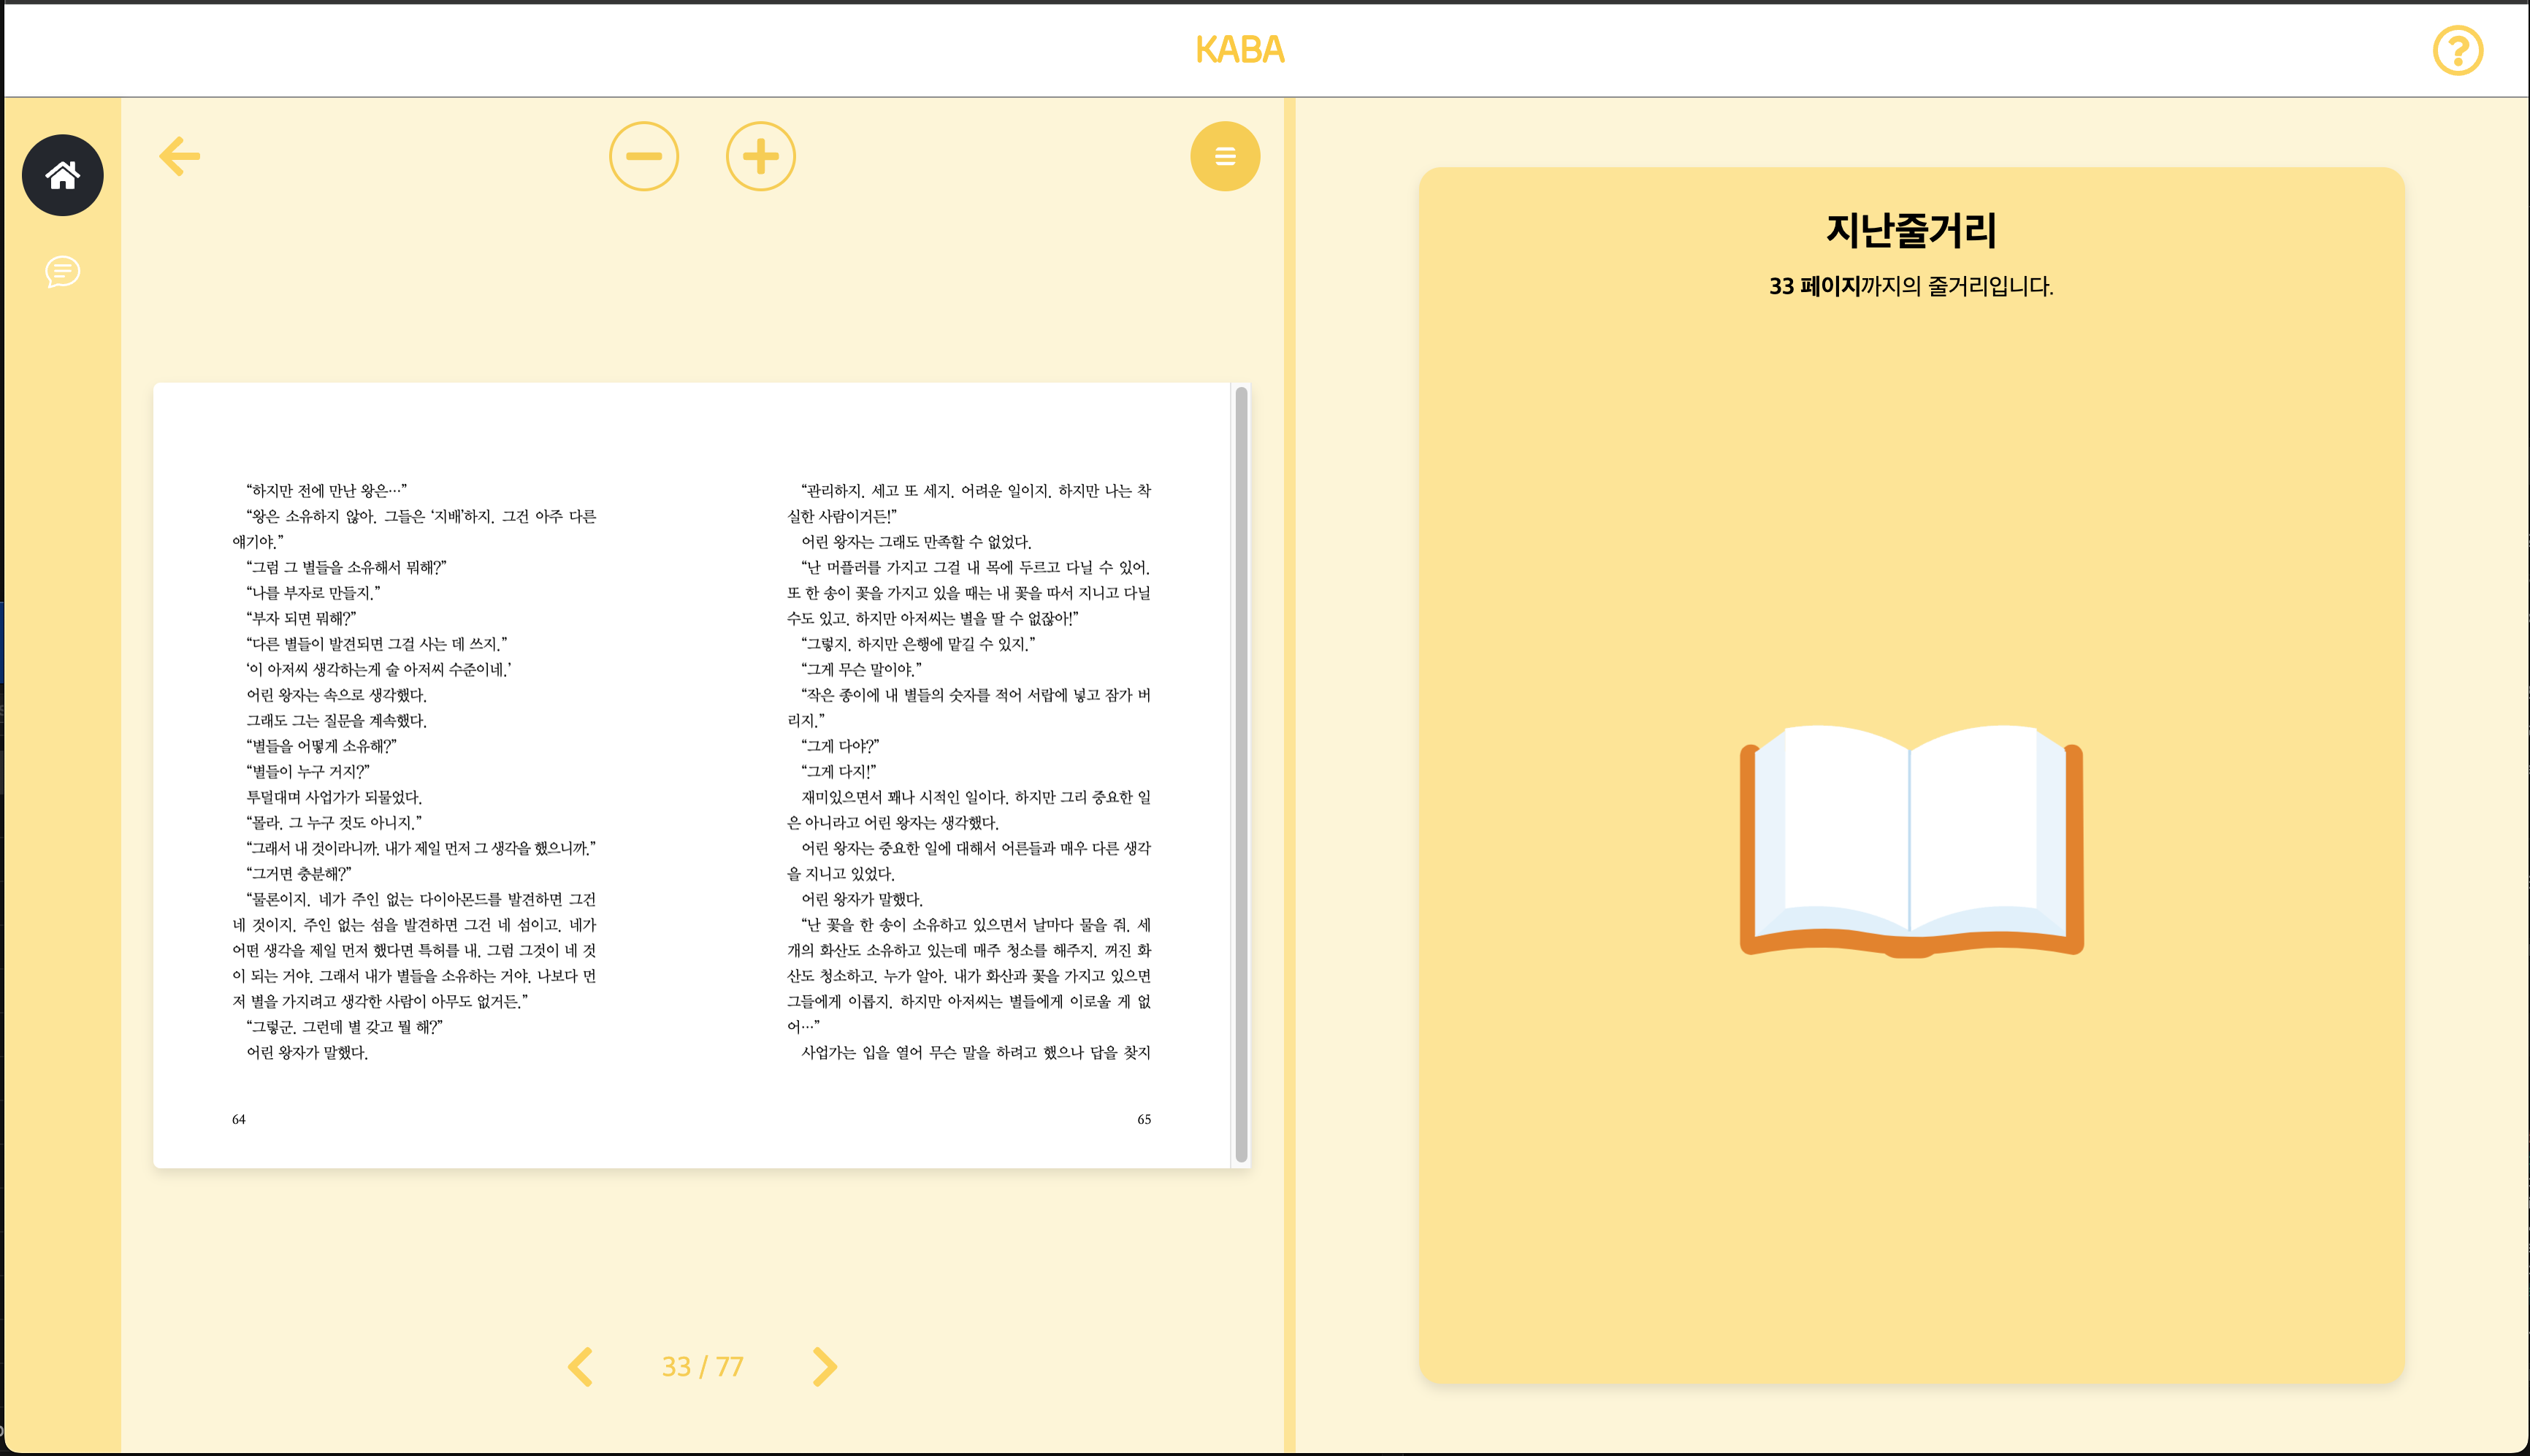 KABA
지난줄거리
33 페이지까지의 줄거리입니다.
“하지만 전에 만난 왕은…”
“왕은 소유하지 않아. 그들은 ‘지배’하지. 그건 아주 다른
얘기야.”
“그럼 그 별들을 소유해서 뭐해?”
“나를 부자로 만들지.”
“부자 되면 뭐해?”
“다른 별들이 발견되면 그걸 사는 데 쓰지.”
‘이 아저씨 생각하는게 술 아저씨 수준이네.’
어린 왕자는 속으로 생각했다.
그래도 그는 질문을 계속했다.
“별들을 어떻게 소유해?”
“별들이 누구 거지?”
투덜대며 사업가가 되물었다.
“몰라. 그 누구 것도 아니지.”
“그래서 내 것이라니까. 내가 제일 먼저 그 생각을 했으니까.”
“그거면 충분해?”
“물론이지. 네가 주인 없는 다이아몬드를 발견하면 그건
네 것이지. 주인 없는 섬을 발견하면 그건 네 섬이고. 네가
어떤 생각을 제일 먼저 했다면 특허를 내. 그럼 그것이 네 것
이 되는 거야. 그래서 내가 별들을 소유하는 거야. 나보다 먼
저 별을 가지려고 생각한 사람이 아무도 없거든.”
“그렇군. 그런데 별 갖고 뭘 해?”
어린 왕자가 말했다.
64
“관리하지. 세고 또 세지. 어려운 일이지. 하지만 나는 착
실한 사람이거든!”
어린 왕자는 그래도 만족할 수 없었다.
“난 머플러를 가지고 그걸 내 목에 두르고 다닐 수 있어.
또 한 송이 꽃을 가지고 있을 때는 내 꽃을 따서 지니고 다닐
수도 있고. 하지만 아저씨는 별을 딸 수 없잖아!”
“그렇지. 하지만 은행에 맡길 수 있지.”
“그게 무슨 말이야.”
“작은 종이에 내 별들의 숫자를 적어 서랍에 넣고 잠가 버
리지.”
“그게 다야?”
“그게 다지!”
재미있으면서 꽤나 시적인 일이다. 하지만 그리 중요한 일
은 아니라고 어린 왕자는 생각했다.
어린 왕자는 중요한 일에 대해서 어른들과 매우 다른 생각
을 지니고 있었다.
어린 왕자가 말했다.
“난 꽃을 한 송이 소유하고 있으면서 날마다 물을 줘. 세
개의 화산도 소유하고 있는데 매주 청소를 해주지. 꺼진 화
산도 청소하고. 누가 알아. 내가 화산과 꽃을 가지고 있으면
그들에게 이롭지. 하지만 아저씨는 별들에게 이로울 게 없
어…”
사업가는 입을 열어 무슨 말을 하려고 했으나 답을 찾지
65
33 / 77